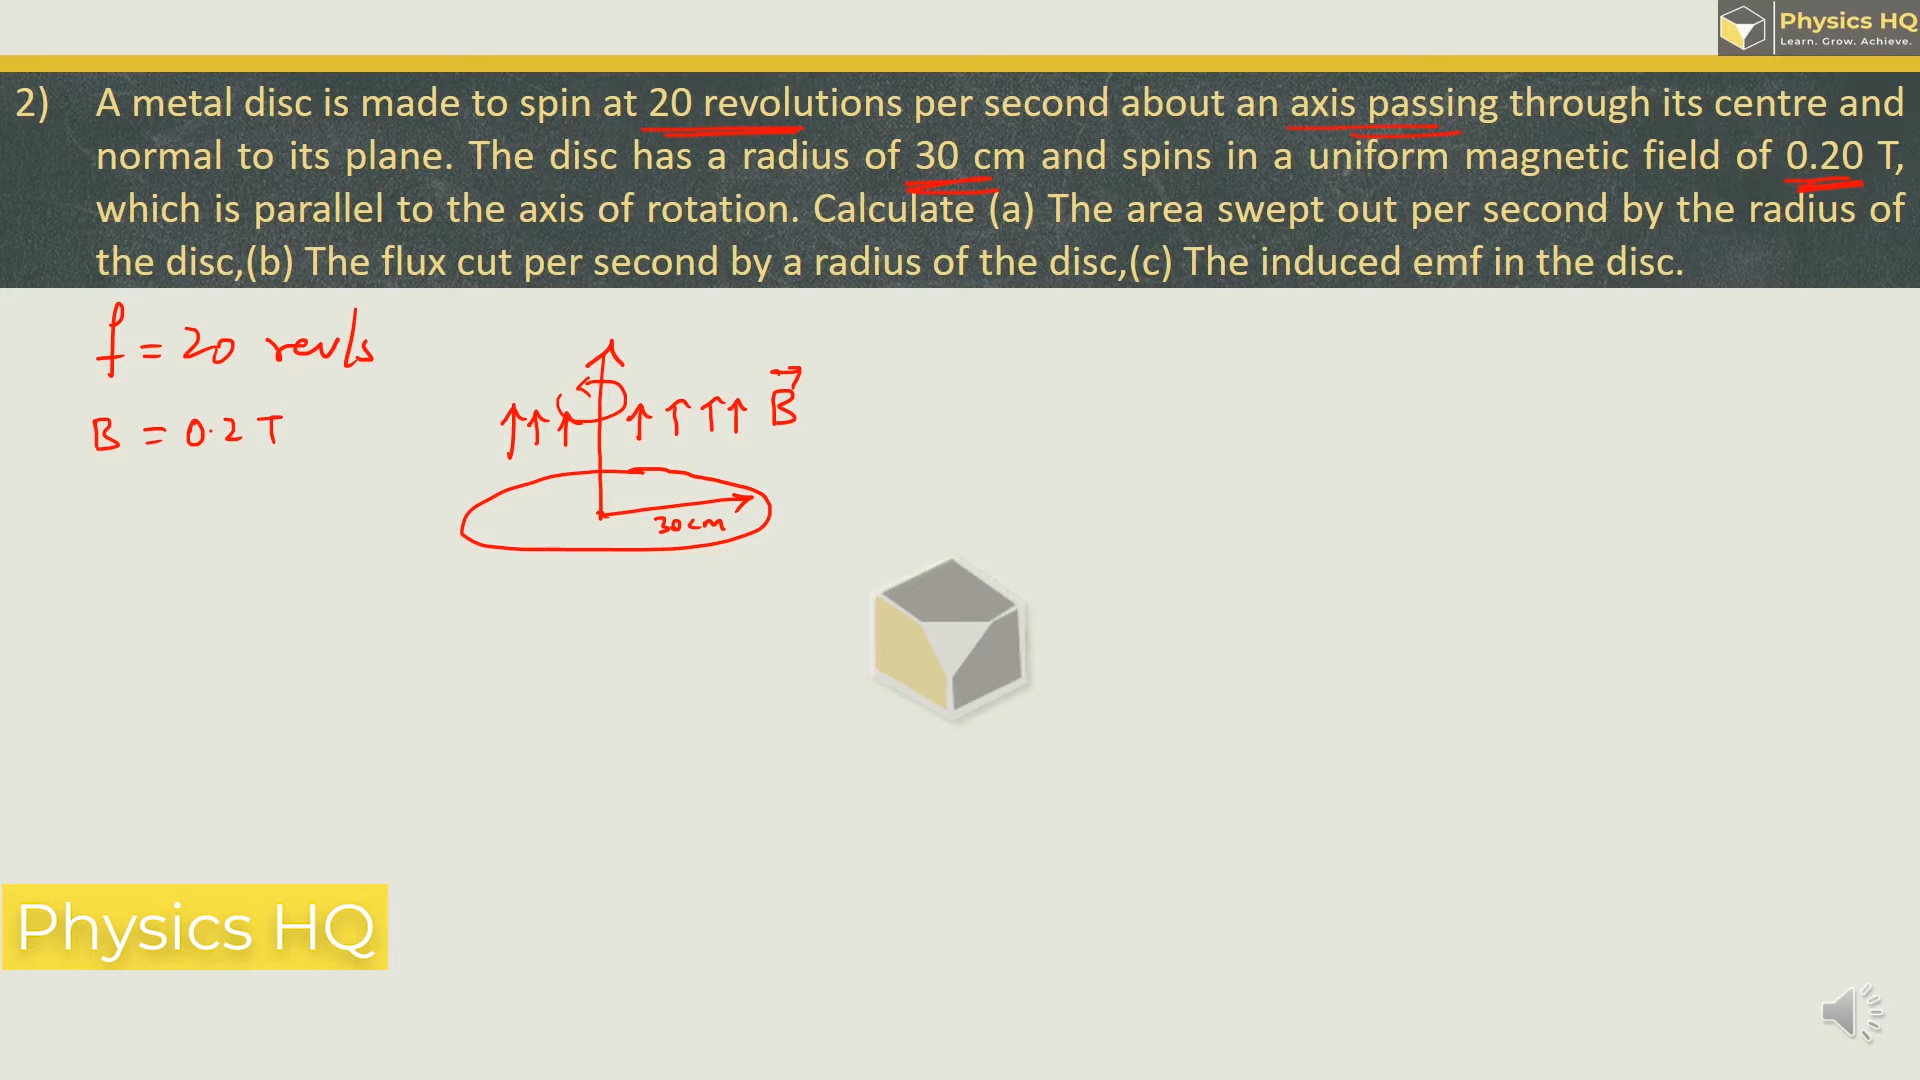 Physics HQ
Learn. Grow. Achieve.
2) A metal disc is made to spin at 20 revolutions per second about an axis passing through its centre and
normal to its plane. The disc has a radius of 30 cm and spins in a uniform magnetic field of 0.20 T,
which is parallel to the axis of rotation. Calculate (a) The area swept out per second by the radius of
the disc,(b) The flux cut per second by a radius of the disc,(c) The induced emf in the disc.
f = 20 rev/s
B = 0.2 T
B
30 cm
Physics HQ